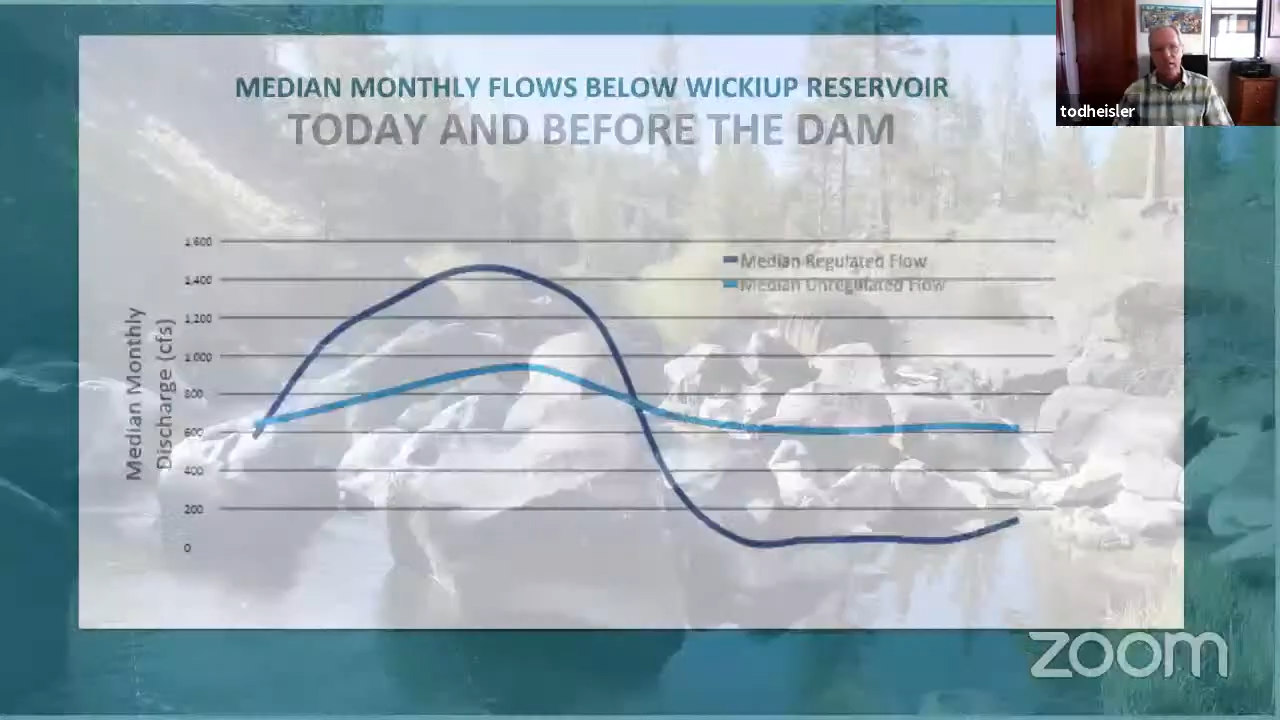 MEDIAN MONTHLY FLOWS BELOW WICKIUP RESERVOIR
TODAY AND BEFORE THE DAM
todheisler
1,600
1,400
1,200
1,000
800
600
400
200
0
Median Monthly
Discharge (cfs)
Median Regulated Flow
Median Unregulated Flow
zoom